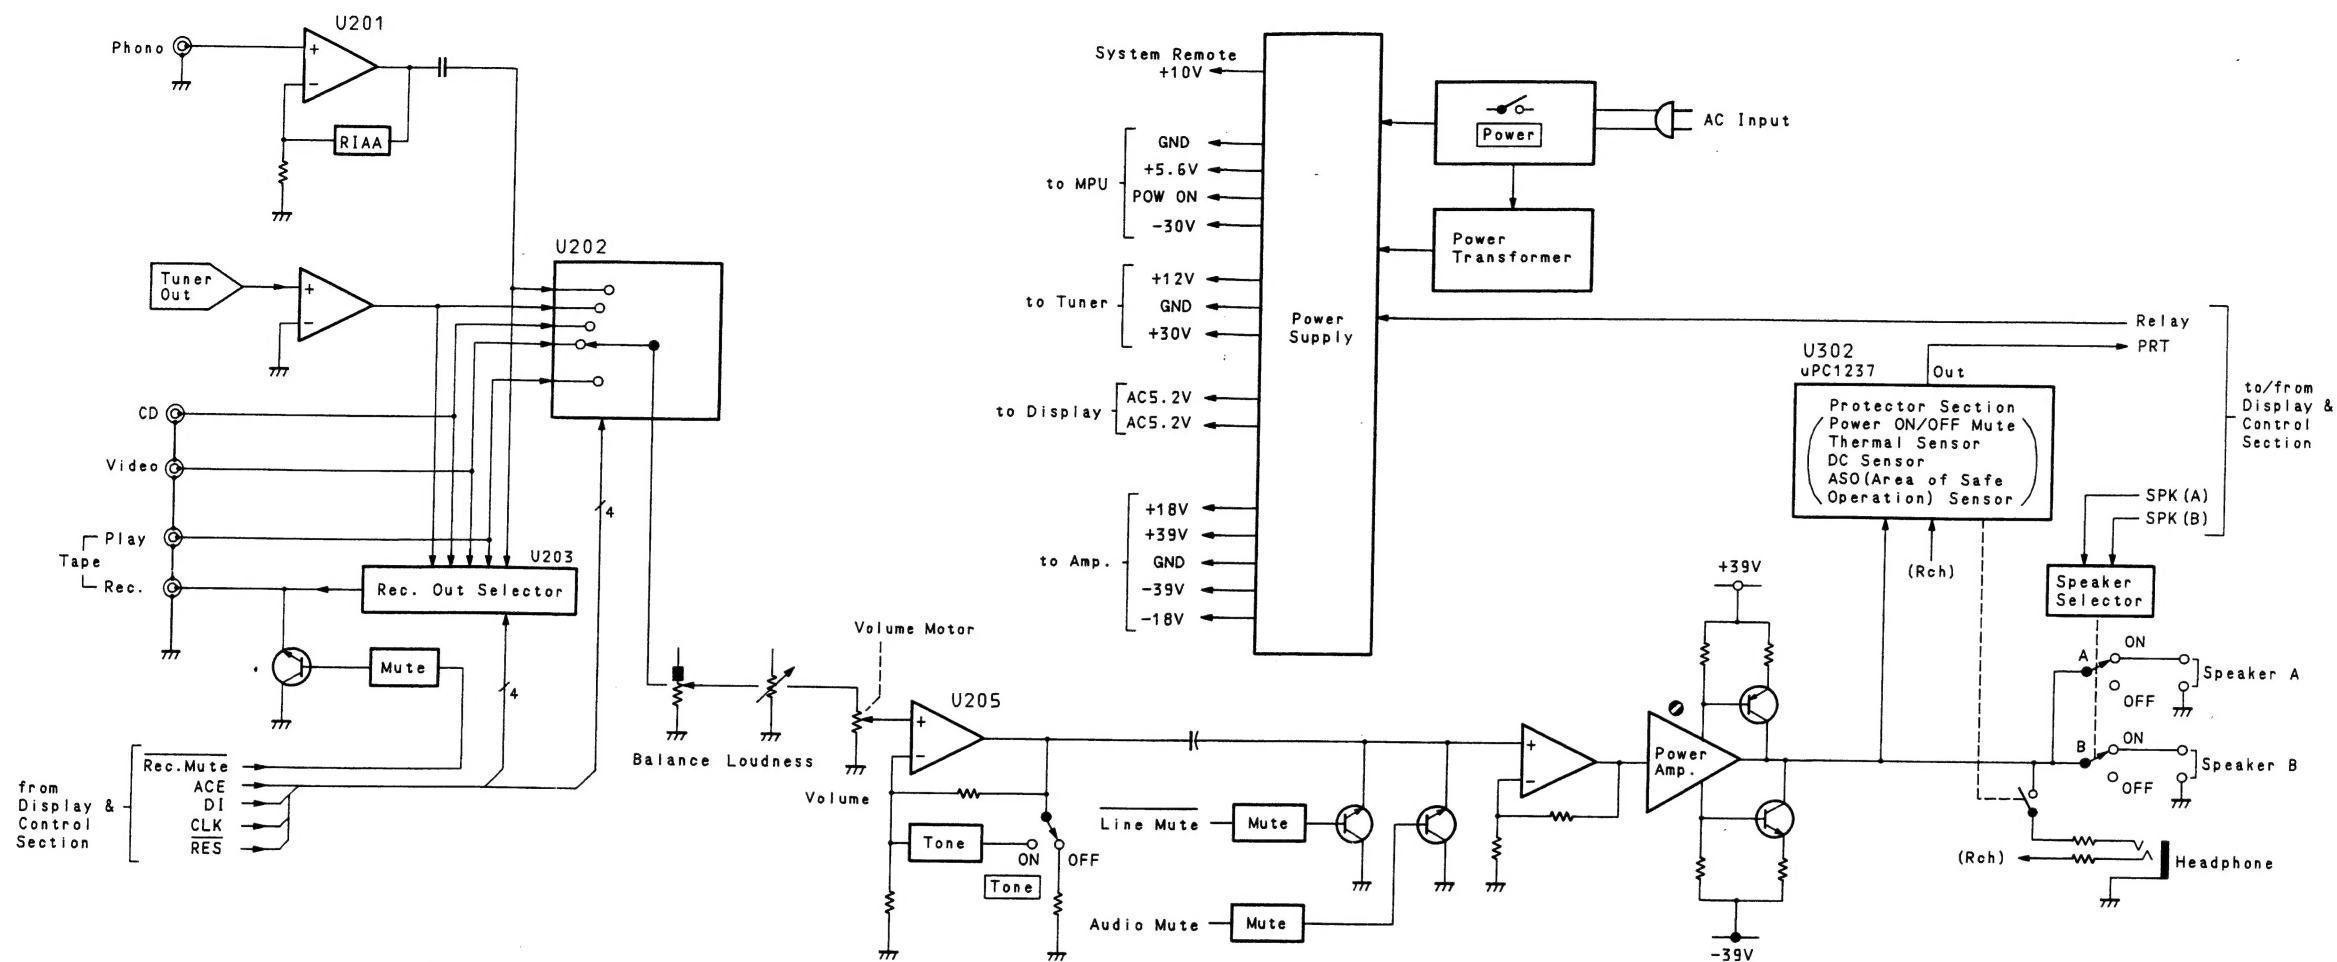 U201
Phono
RIAA
U202
Tuner
Out
CD
Video
Play
Tape
Rec.
U203
Rec. Out Selector
4
Mute
4
Rec.Mute
ACE
DI
CLK
RES
from
Display &
Control
Section
Balance Loudness
Volume Motor
Volume
U205
Tone
ON
OFF
Tone
Line Mute
Mute
Audio Mute
Mute
System Remote
+10V
to MPU
GND
+5.6V
POW ON
-30V
to Tuner
+12V
GND
+30V
to Display
AC5.2V
AC5.2V
to Amp.
+18V
+39V
GND
-39V
-18V
Power
Supply
Power
AC Input
Power
Transformer
Relay
PRT
U302
uPC1237
Out
Protector Section
Power ON/OFF Mute
Thermal Sensor
DC Sensor
ASO(Area of Safe
Operation) Sensor
(Rch)
to/from
Display &
Control
Section
SPK(A)
SPK(B)
Speaker
Selector
+39V
Power
Amp.
-39V
A
ON
OFF
Speaker A
B
ON
OFF
Speaker B
(Rch)
Headphone